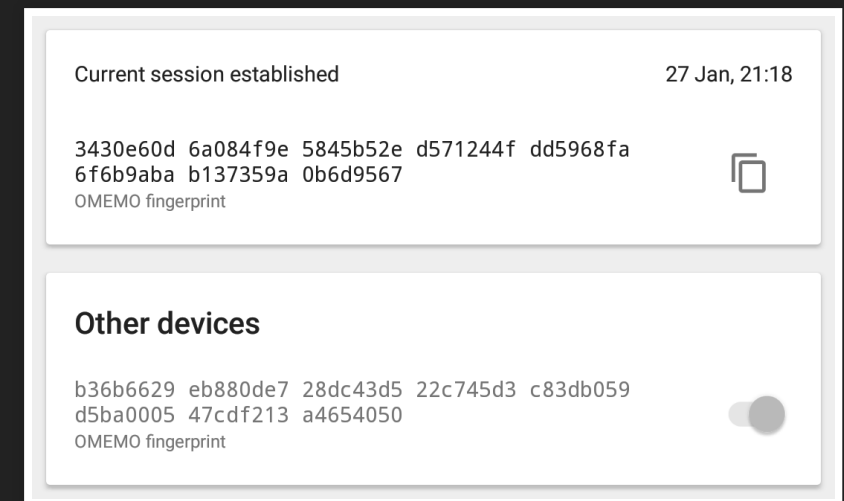 Current session established
27 Jan, 21:18
3430e60d 6a084f9e 5845b52e d571244f dd5968fa
6f6b9aba b137359a 0b6d9567
OMEMO fingerprint
Other devices
b36b6629 eb880de7 28dc43d5 22c745d3 c83db059
d5ba0005 47cdf213 a4654050
OMEMO fingerprint